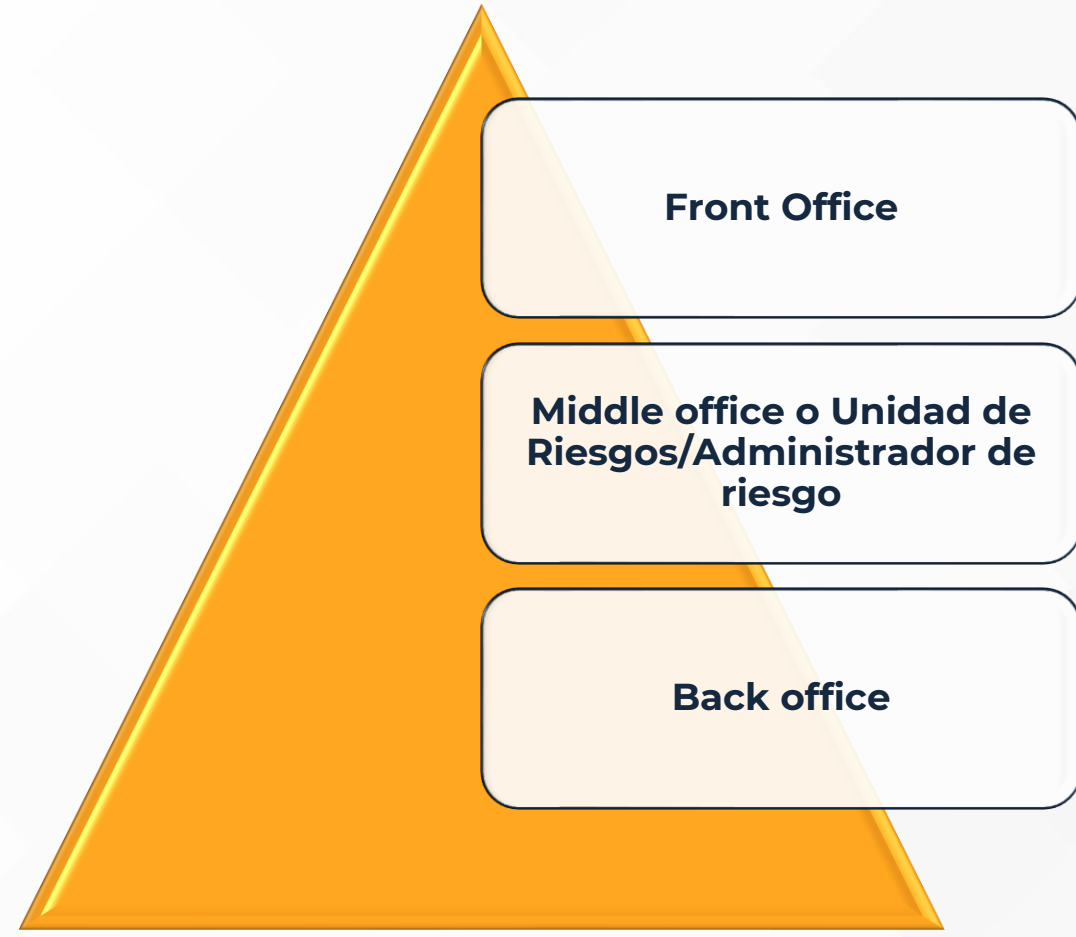 Front Office
Middle office o Unidad de
Riesgos/Administrador de
riesgo
Back office